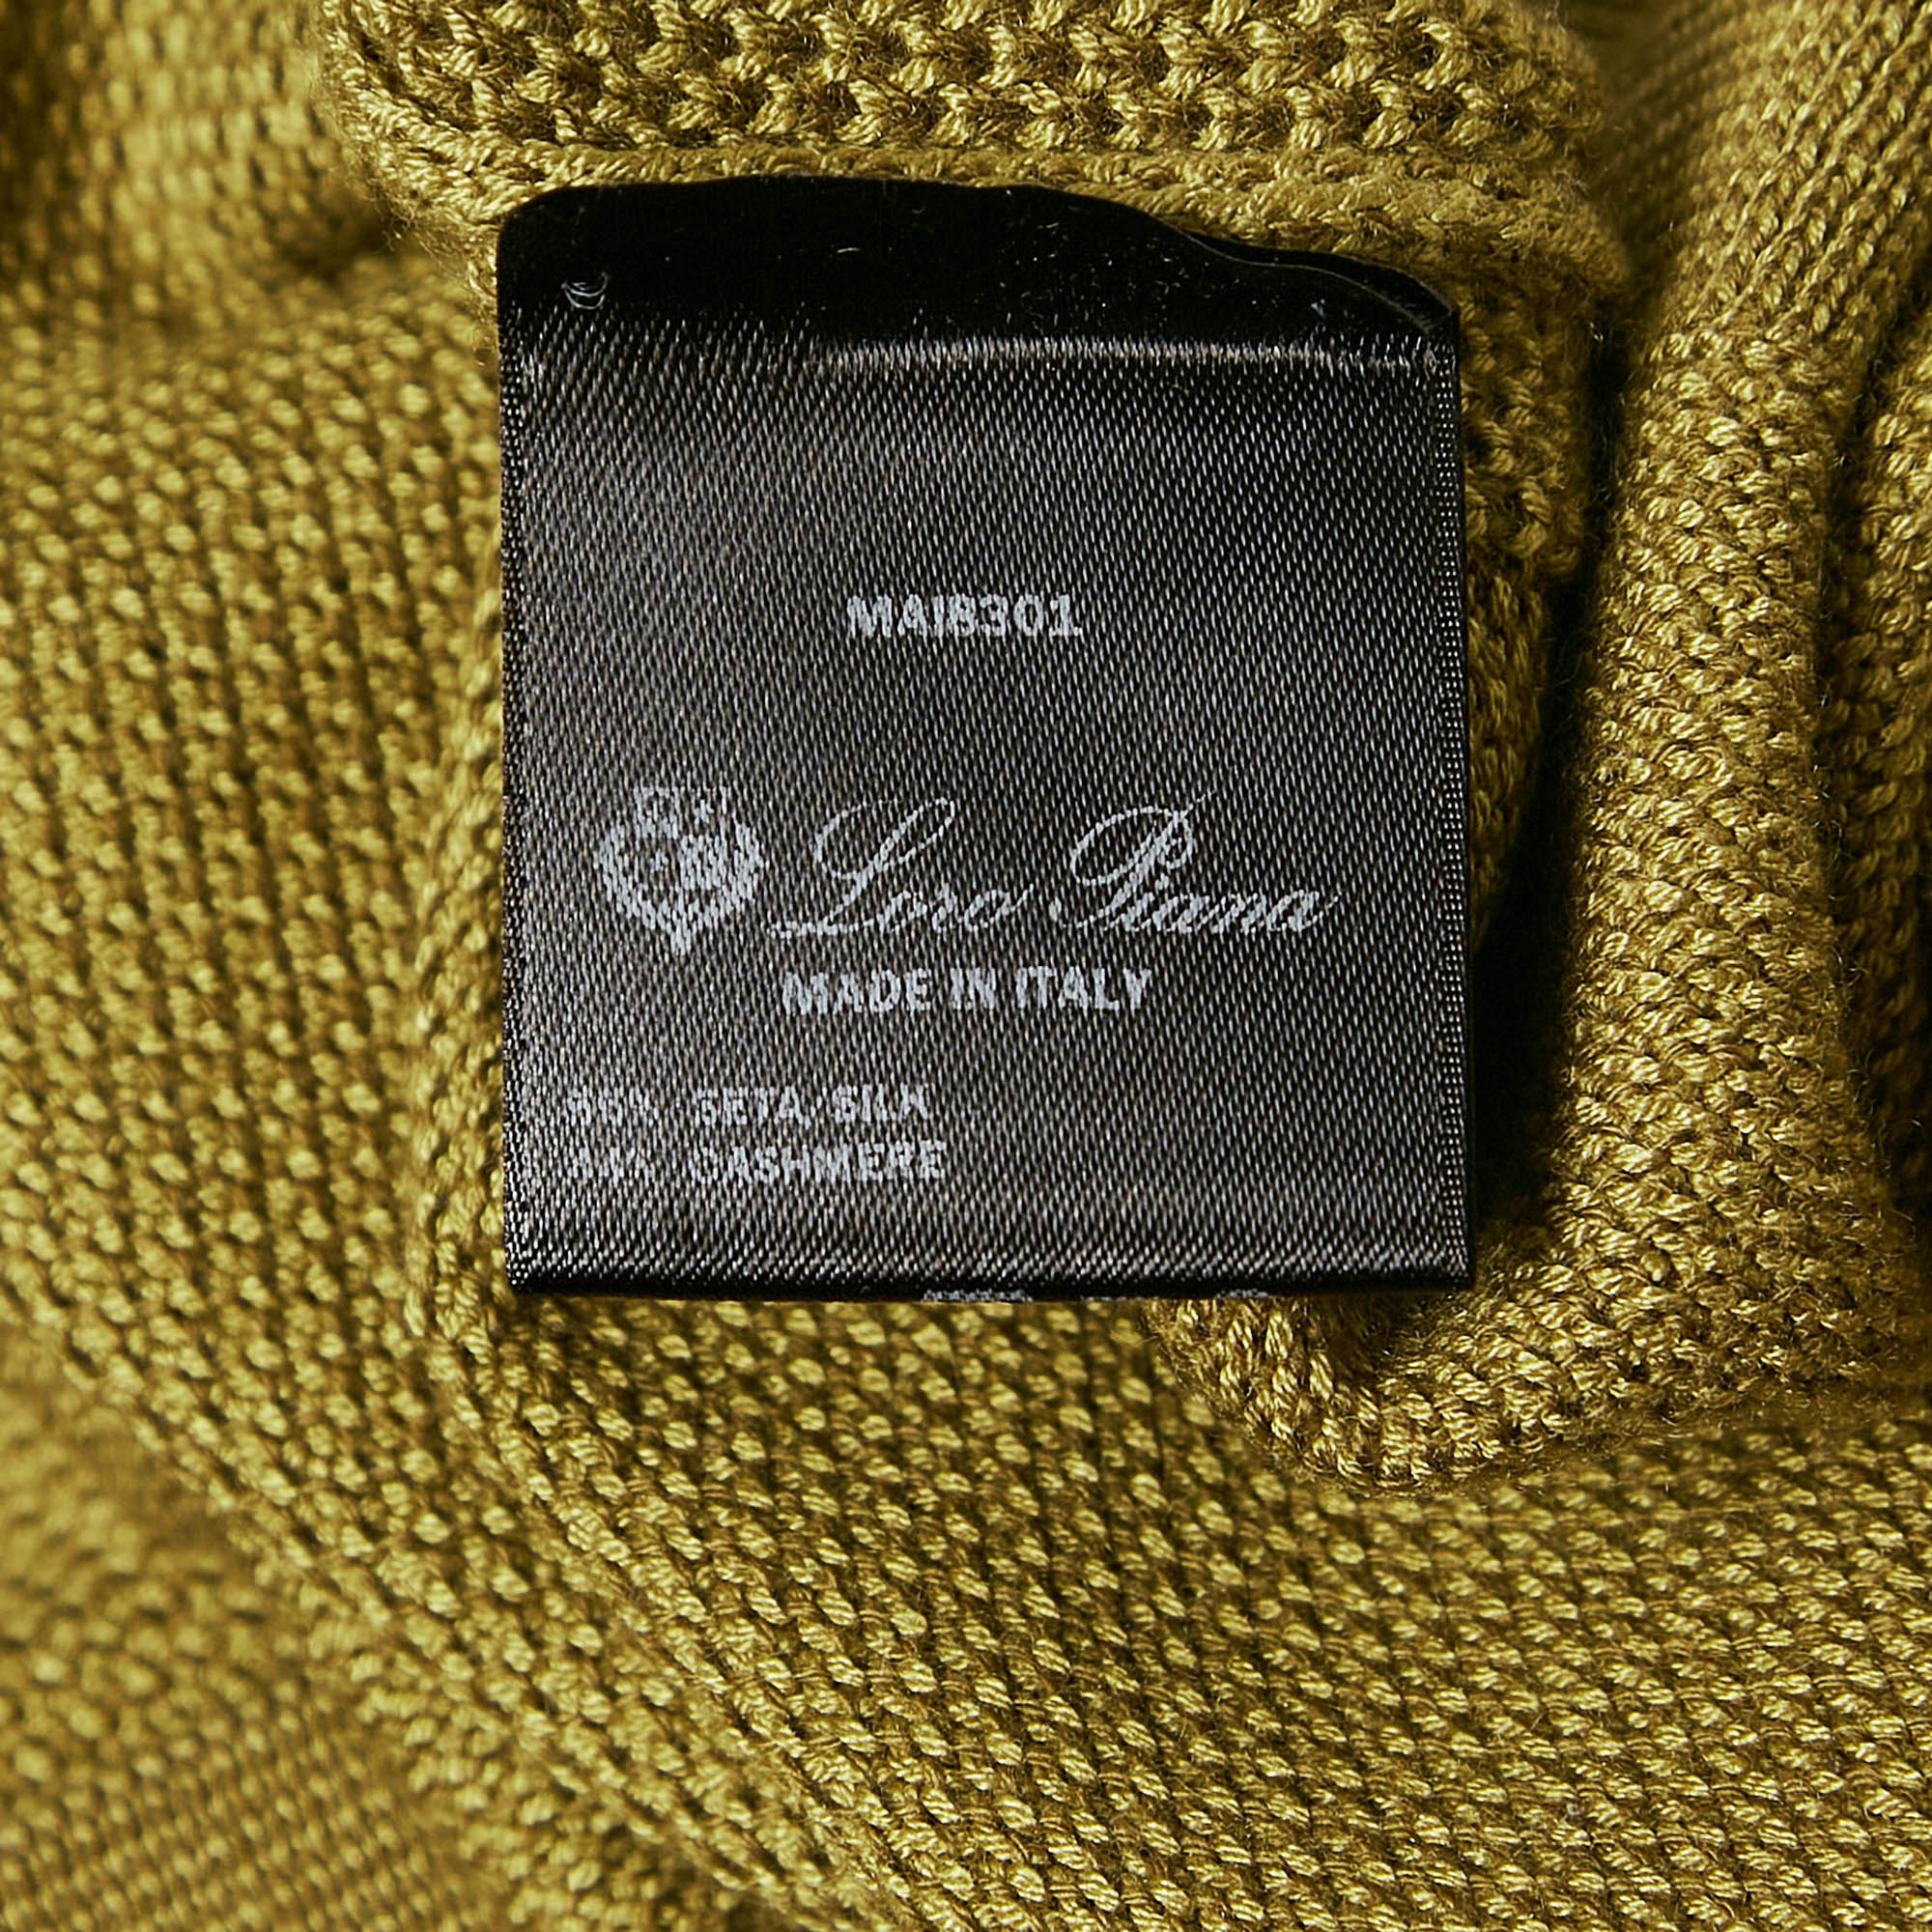 MAI8301
Loro Piana
MADE IN ITALY
SETA/SILK
CASHMERE